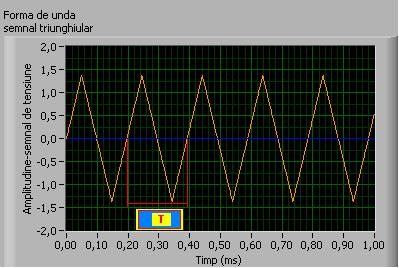 Forma de unda
semnal triunghiular
Amplitudine-semnal de tensiune
2,0
1,5
1,0
0,5
0,0
-0,5
-1,0
-1,5
-2,0
T
0,00 0,10 0,20 0,30 0,40 0,50 0,60 0,70 0,80 0,90 1,00
Timp (ms)